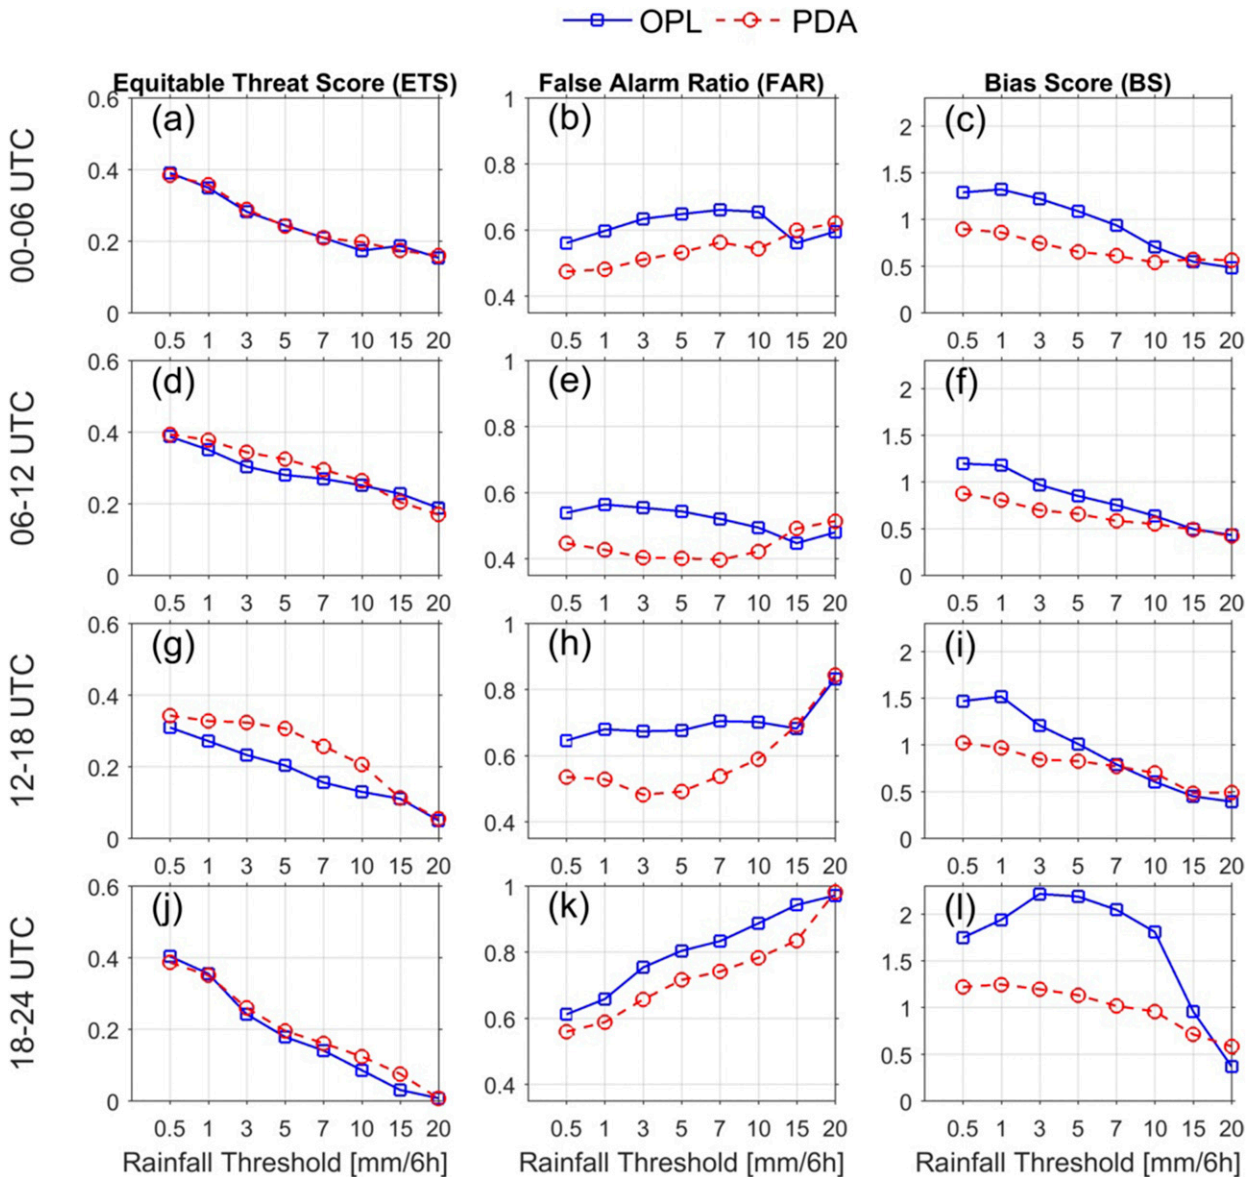 OPL PDA
Equitable Threat Score (ETS) False Alarm Ratio (FAR) Bias Score (BS)
00-06 UTC
0.6 (a) 1 (b) 2 (c)
0.4 0.8 1.5
0.2 0.6 1
0 0.4 0.5
0
0.5 1 3 5 7 10 15 20 0.5 1 3 5 7 10 15 20 0.5 1 3 5 7 10 15 20
06-12 UTC
0.6 (d) 1 (e) 2 (f)
0.4 0.8 1.5
0.2 0.6 1
0 0.4 0.5
0
0.5 1 3 5 7 10 15 20 0.5 1 3 5 7 10 15 20 0.5 1 3 5 7 10 15 20
12-18 UTC
0.6 (g) 1 (h) 2 (i)
0.4 0.8 1.5
0.2 0.6 1
0 0.4 0.5
0
0.5 1 3 5 7 10 15 20 0.5 1 3 5 7 10 15 20 0.5 1 3 5 7 10 15 20
18-24 UTC
0.6 (j) 1 (k) 2 (l)
0.4 0.8 1.5
0.2 0.6 1
0 0.4 0.5
0
0.5 1 3 5 7 10 15 20 0.5 1 3 5 7 10 15 20 0.5 1 3 5 7 10 15 20
Rainfall Threshold [mm/6h] Rainfall Threshold [mm/6h] Rainfall Threshold [mm/6h]